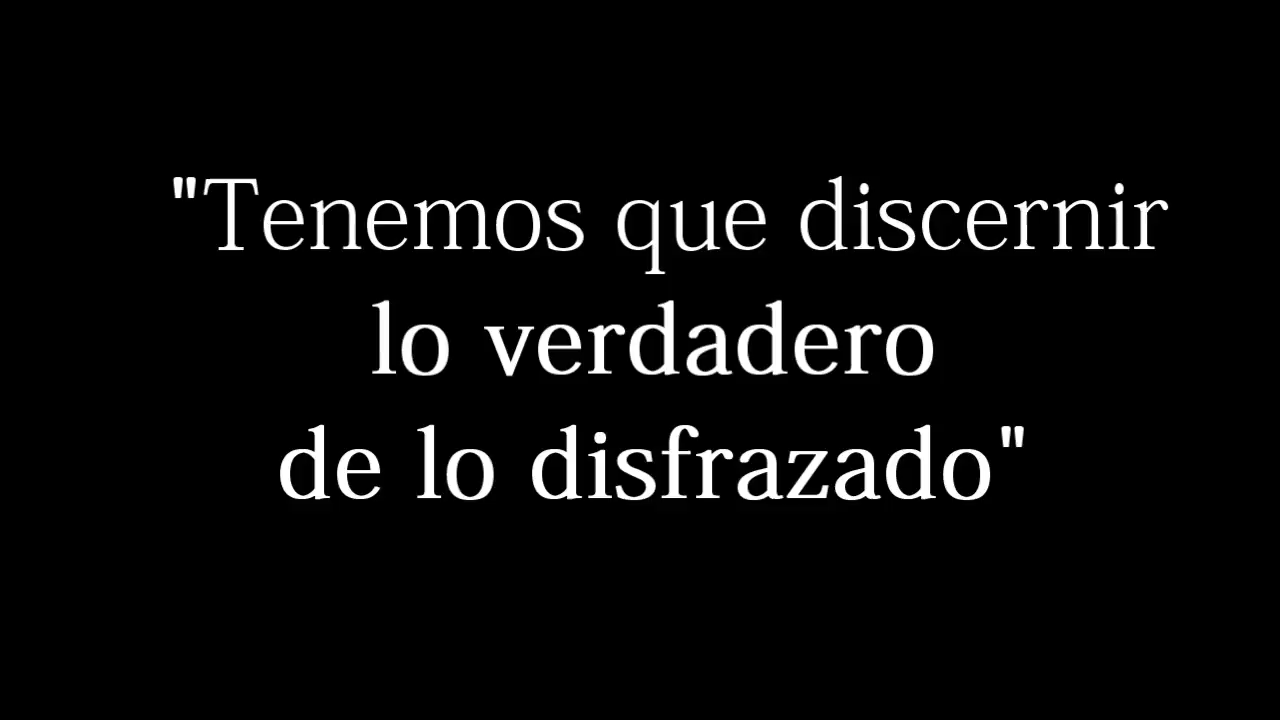 "Tenemos que discernir
lo verdadero
de lo disfrazado"